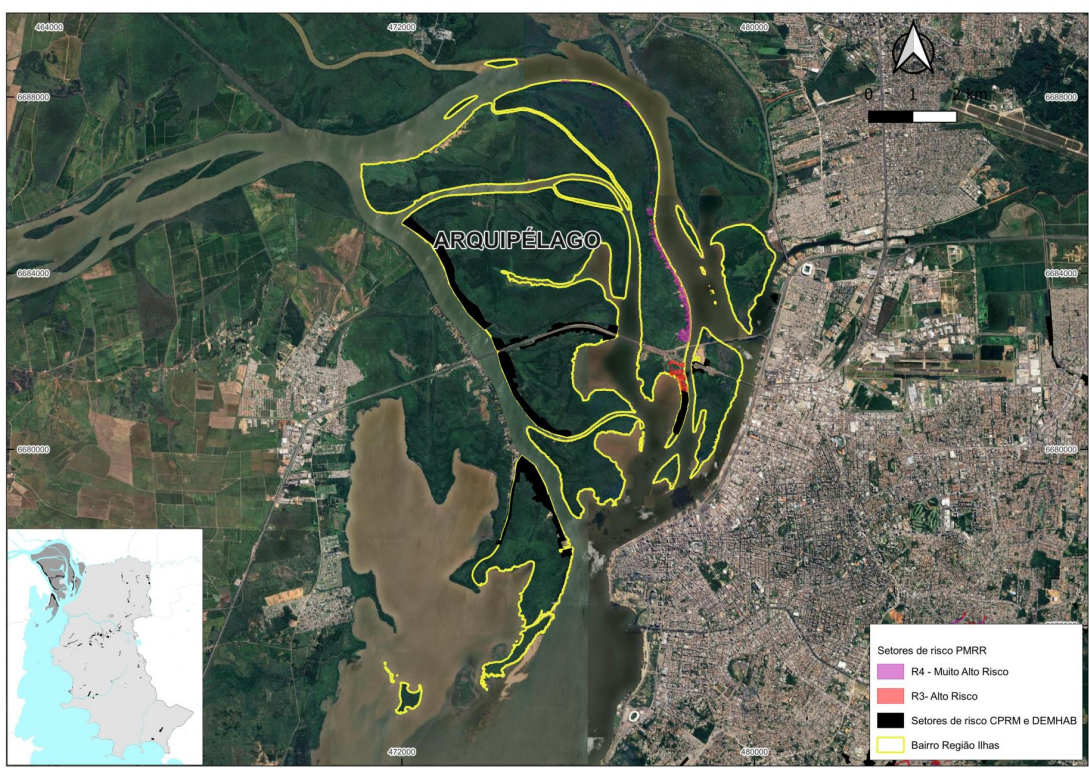 464000
472000
480000
6688000
6688000
0 1 2 km
ARQUIPÉLAGO
6684000
6684000
6680000
6680000
Setores de risco PMRR
R4 - Muito Alto Risco
R3- Alto Risco
Setores de risco CPRM e DEMHAB
Bairro Região Ilhas
472000
480000